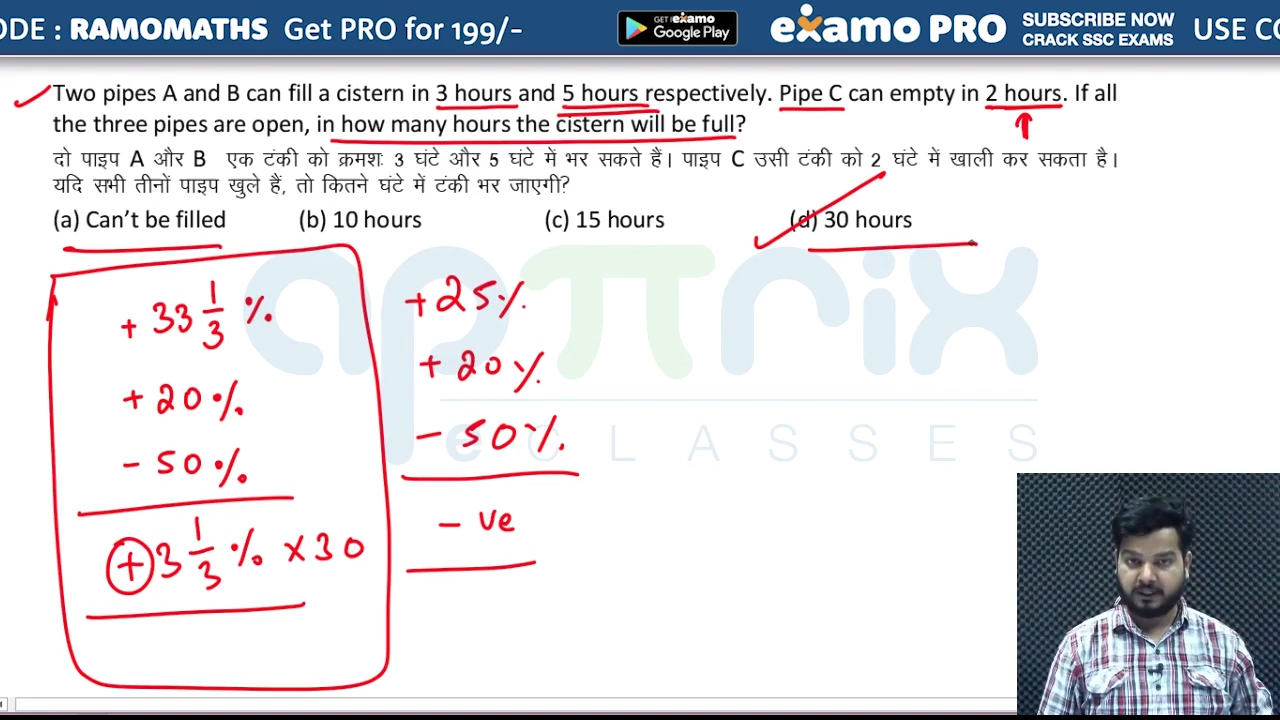 ODE : RAMOMATHS Get PRO for 199/- GET IT examo Google Play examo PRO SUBSCRIBE NOW CRACK SSC EXAMS USE CO
Two pipes A and B can fill a cistern in 3 hours and 5 hours respectively. Pipe C can empty in 2 hours. If all
the three pipes are open, in how many hours the cistern will be full?
दो पाइप A और B एक टंकी को क्रमशः 3 घंटे और 5 घंटे में भर सकते हैं। पाइप C उसी टंकी को 2 घंटे में खाली कर सकता है।
यदि सभी तीनों पाइप खुले हैं, तो कितने घंटे में टंकी भर जाएगी?
(a) Can't be filled (b) 10 hours (c) 15 hours (d) 30 hours
+ 33 1/3 %
+ 20 %
- 50 %
+ 3 1/3 % × 30
+ 25 %
+ 20 %
- 50 %
- ve
apπrix
e CLASSES